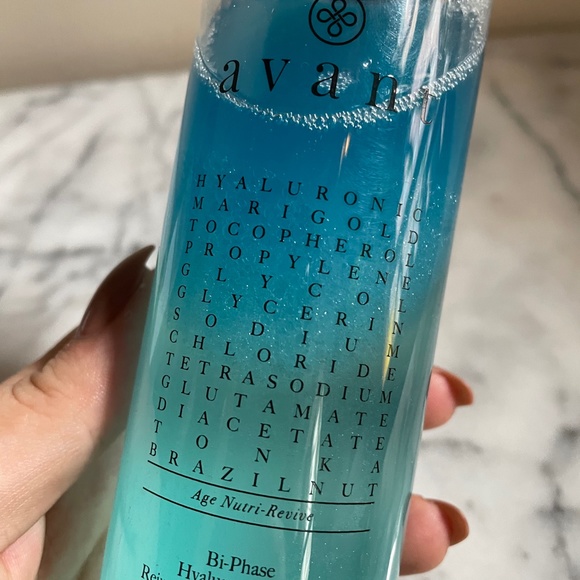 avant
HYALURONIC
MARIGOLD
TOCOPHEROL
PROPYLENE
GLYCOL
GLYCERIN
SODIUM
CHLORIDE
TETRASODIUM
GLUTAMATE
DIACETATE
TONKA
BRAZIL NUT
Age Nutri-Revive
Bi-Phase